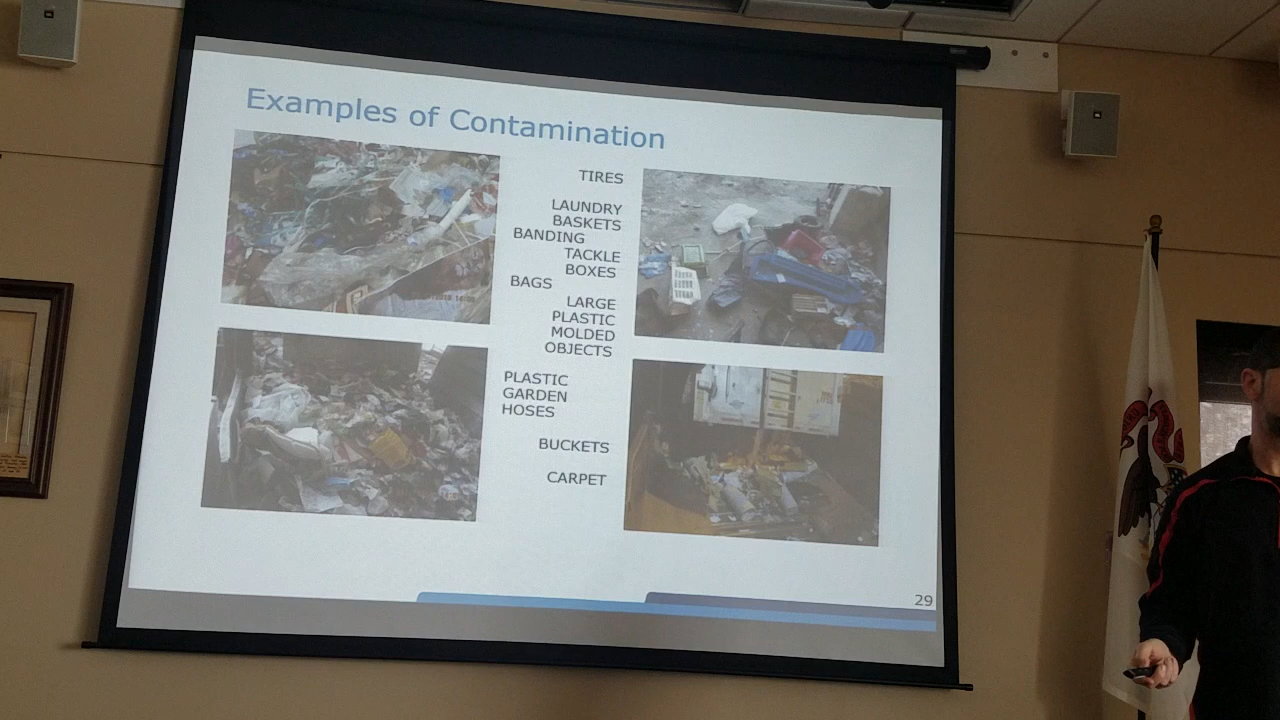 Examples of Contamination
TIRES
LAUNDRY
BASKETS
BANDING
TACKLE
BOXES
BAGS
LARGE
PLASTIC
MOLDED
OBJECTS
PLASTIC
GARDEN
HOSES
BUCKETS
CARPET
29